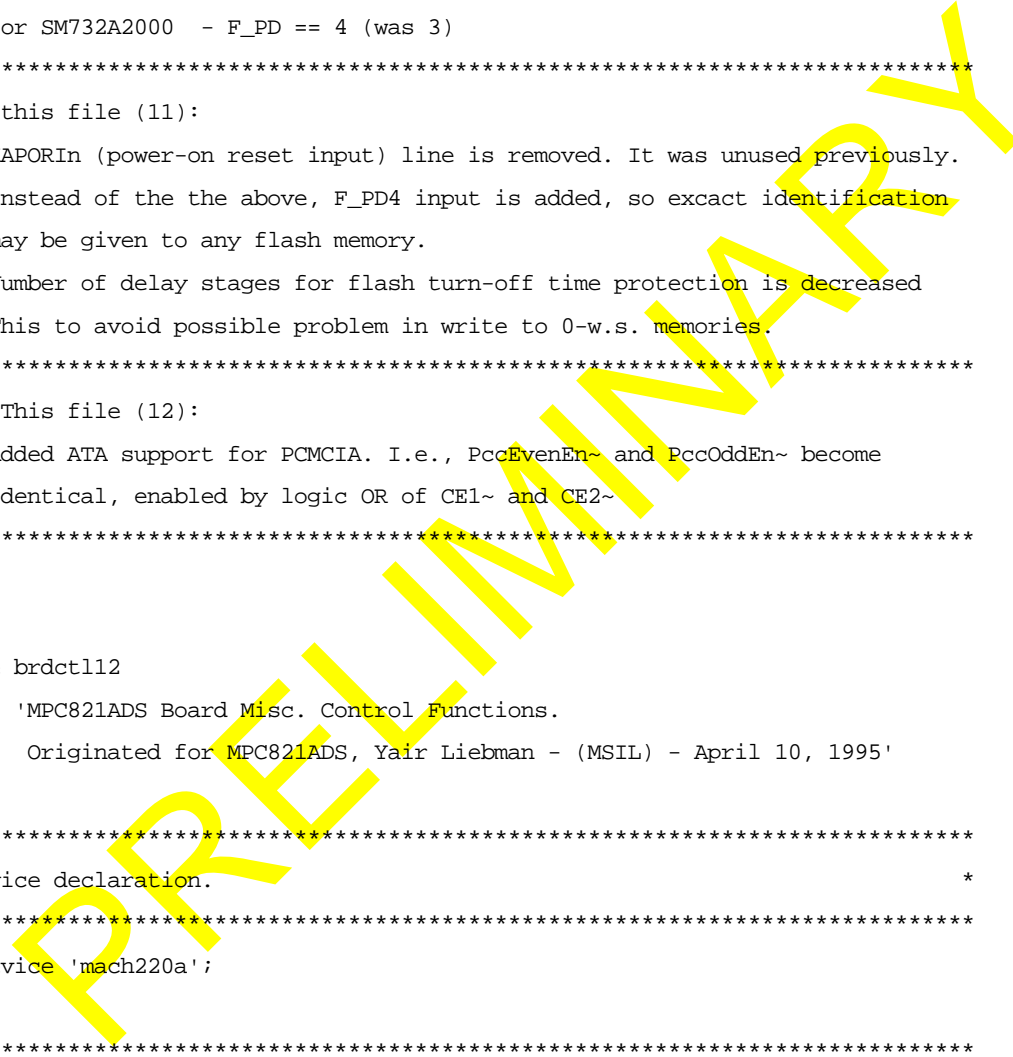 or SM732A2000  - F_PD == 4 (was 3)
*************************************************************************
this file (11):
APORIn (power-on reset input) line is removed. It was unused previously.
nstead of the the above, F_PD4 input is added, so excact identification
ay be given to any flash memory.
umber of delay stages for flash turn-off time protection is decreased
his to avoid possible problem in write to 0-w.s. memories.
*************************************************************************
This file (12):
dded ATA support for PCMCIA. I.e., PccEvenEn~ and PccOddEn~ become
dentical, enabled by logic OR of CE1~ and CE2~
*************************************************************************
brdctl12
'MPC821ADS Board Misc. Control Functions.
Originated for MPC821ADS, Yair Liebman - (MSIL) - April 10, 1995'
*************************************************************************
ice declaration. *
*************************************************************************
vice 'mach220a';
*************************************************************************
PRELIMINARY